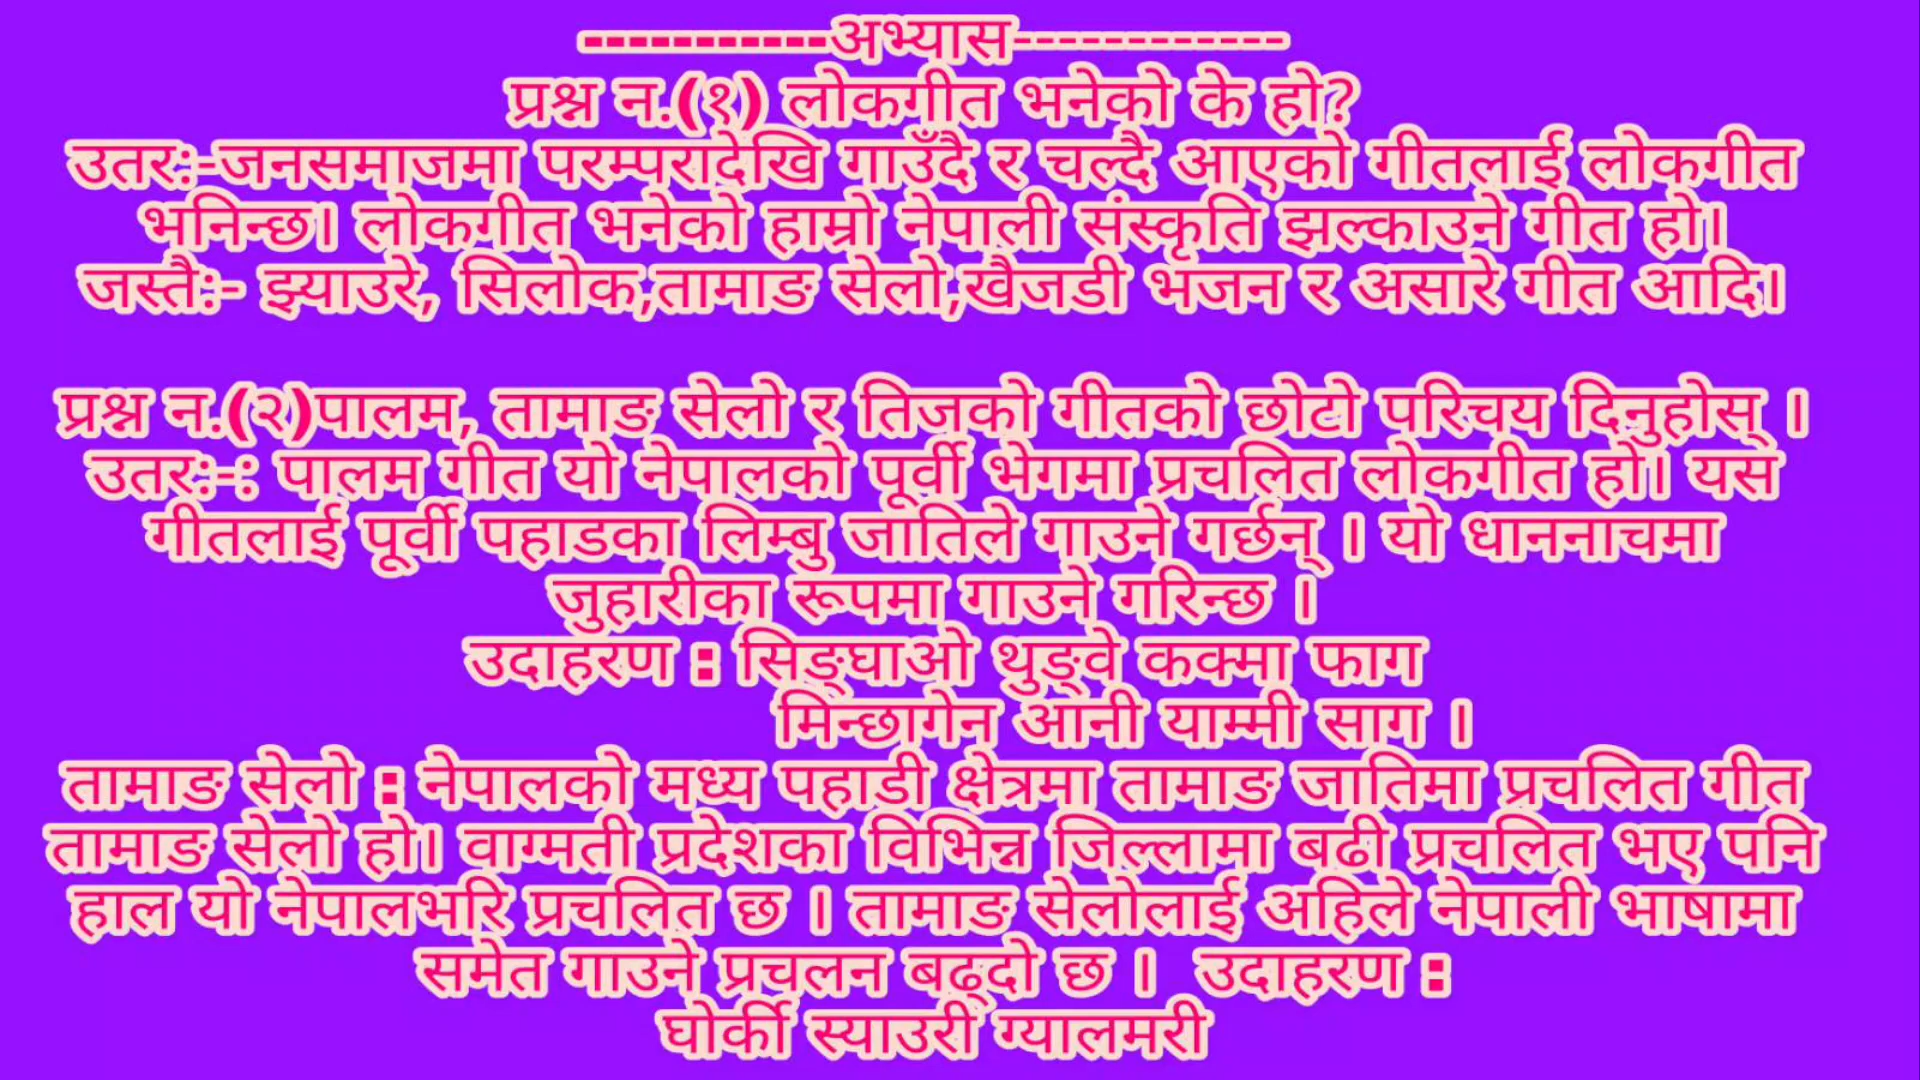 -----------अभ्यास------------
प्रश्न न.(१) लोकगीत भनेको के हो?
उतरः-जनसमाजमा परम्परादेखि गाउँदै र चल्दै आएको गीतलाई लोकगीत
भनिन्छ। लोकगीत भनेको हाम्रो नेपाली संस्कृति झल्काउने गीत हो।
जस्तैः- झ्याउरे, सिलोक,तामाङ सेलो,खैजडी भजन र असारे गीत आदि।
प्रश्न न.(२)पालम, तामाङ सेलो र तिजको गीतको छोटो परिचय दिनुहोस् ।
उतरः-: पालम गीत यो नेपालको पूर्वी भेगमा प्रचलित लोकगीत हो। यस
गीतलाई पूर्वी पहाडका लिम्बु जातिले गाउने गर्छन् । यो धाननाचमा
जुहारीका रूपमा गाउने गरिन्छ ।
उदाहरण : सिङ्घाओ थुङ्वे कक्मा फाग
मिन्छागेन आनी याम्मी साग ।
तामाङ सेलो : नेपालको मध्य पहाडी क्षेत्रमा तामाङ जातिमा प्रचलित गीत
तामाङ सेलो हो। वाग्मती प्रदेशका विभिन्न जिल्लामा बढी प्रचलित भए पनि
हाल यो नेपालभरि प्रचलित छ । तामाङ सेलोलाई अहिले नेपाली भाषामा
समेत गाउने प्रचलन बढ्दो छ । उदाहरण :
घोर्की स्याउरी ग्यालमरी